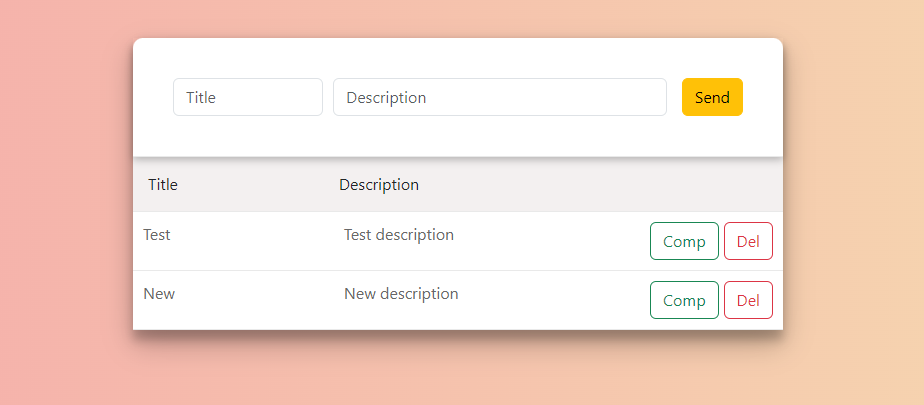 Title Description Send
Title Description
Test Test description Comp Del
New New description Comp Del